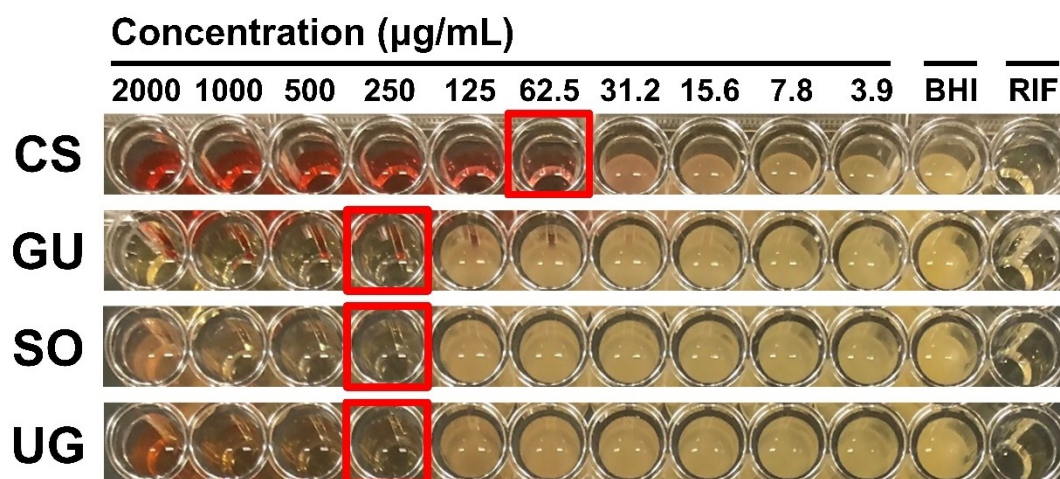 Concentration (µg/mL)
2000 1000 500 250 125 62.5 31.2 15.6 7.8 3.9 BHI RIF
CS
GU
SO
UG